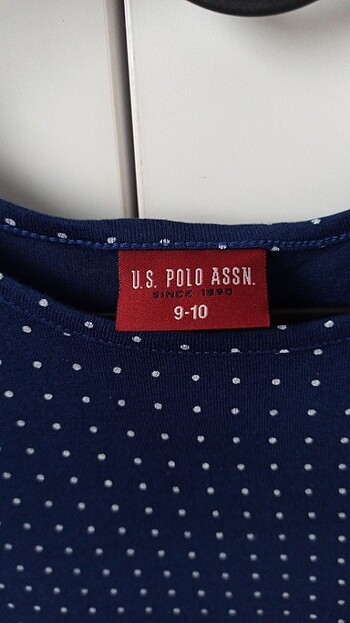 U.S. POLO ASSN.
SINCE 1890
9-10